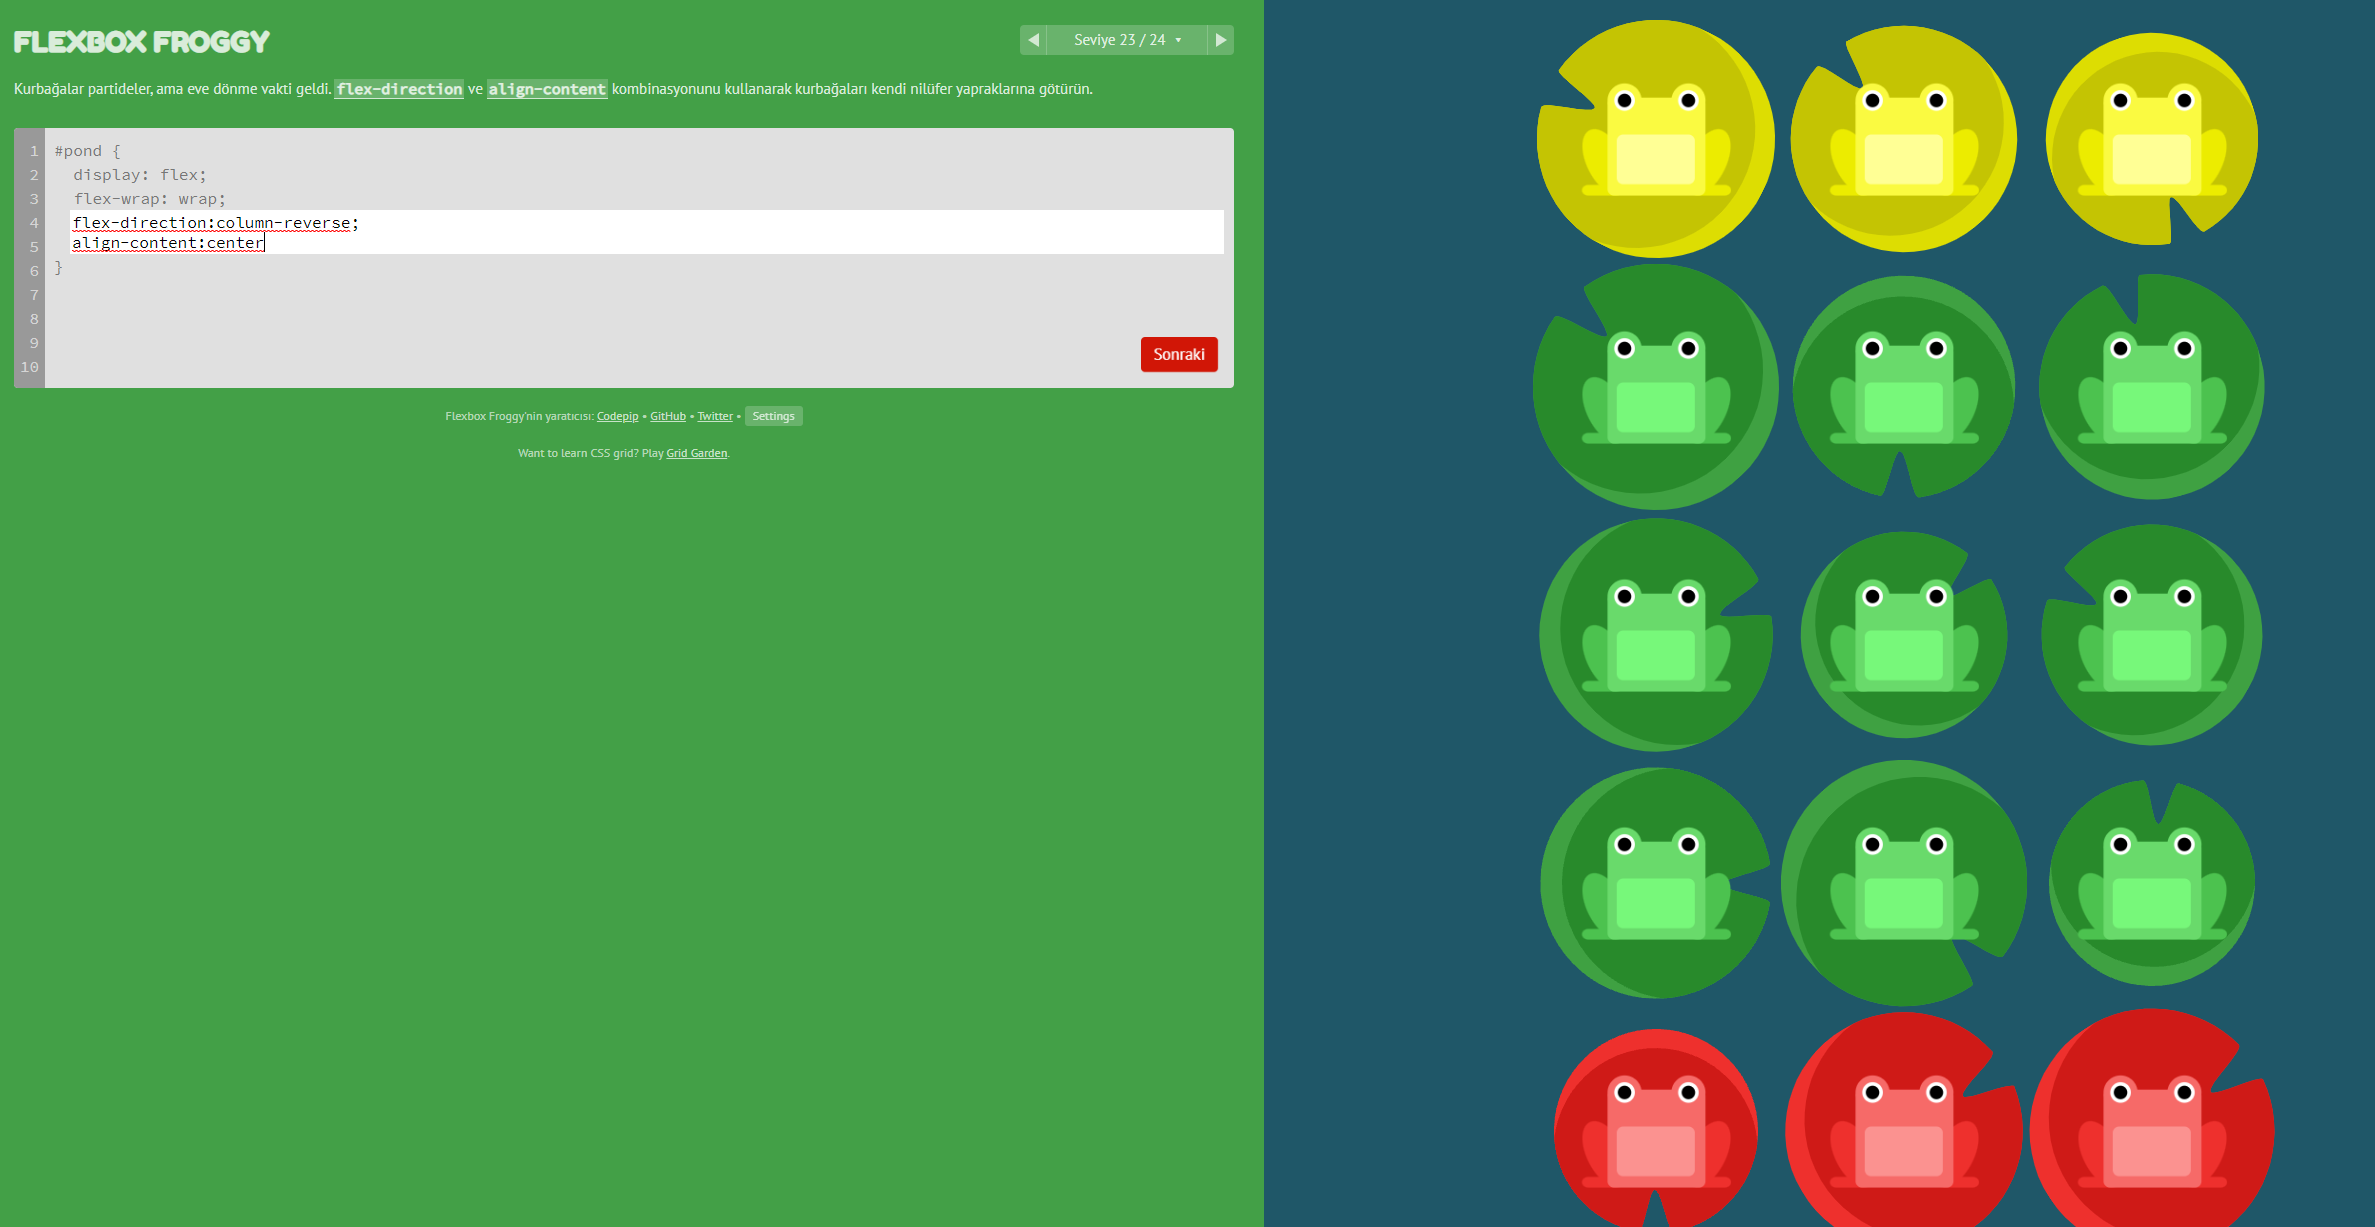 FLEXBOX FROGGY
◀ Seviye 23 / 24 ▾ ▶
Kurbağalar partideler, ama eve dönme vakti geldi. flex-direction ve align-content kombinasyonunu kullanarak kurbağaları kendi nilüfer yapraklarına götürün.
1 #pond {
2 display: flex;
3 flex-wrap: wrap;
4 flex-direction:column-reverse;
5 align-content:center
6 }
7
8
9
10
Sonraki
Flexbox Froggy'nin yaratıcısı: Codepip • GitHub • Twitter • Settings
Want to learn CSS grid? Play Grid Garden.